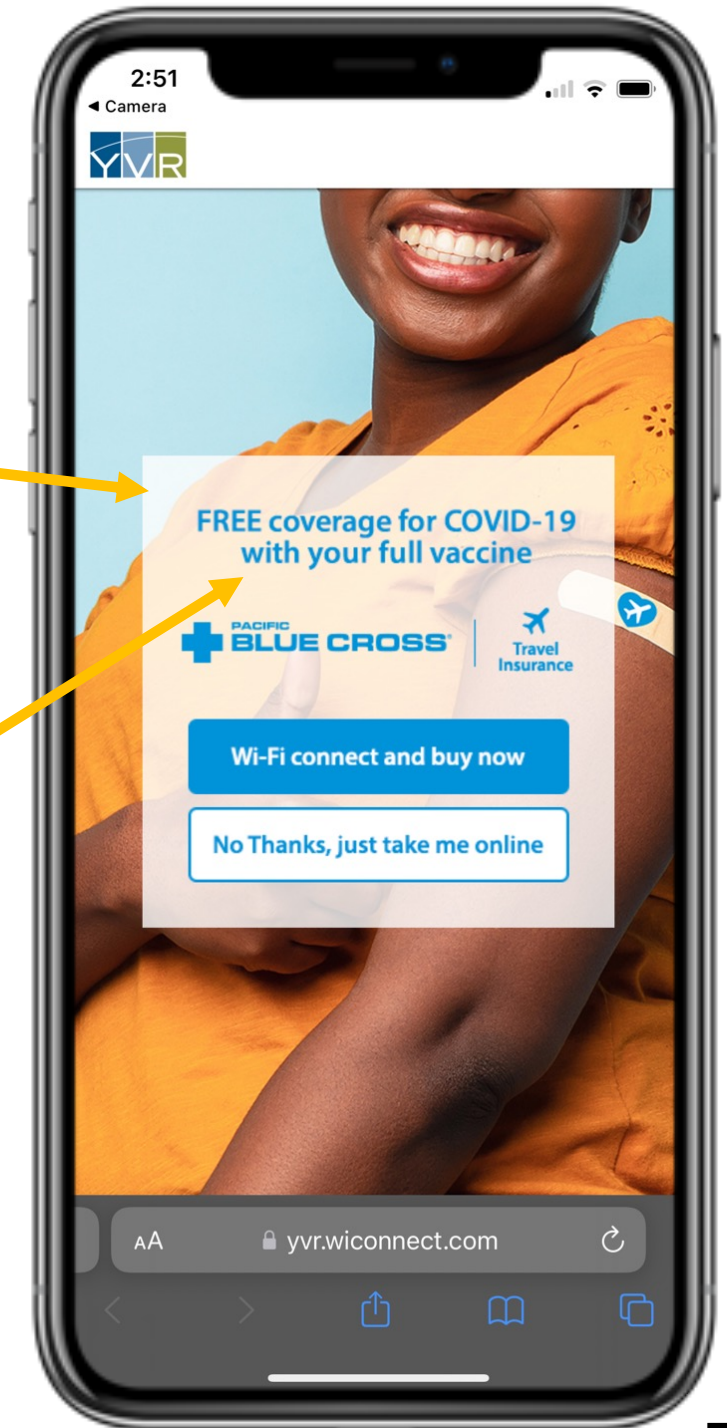 2:51
◀ Camera
YVR
FREE coverage for COVID-19
with your full vaccine
PACIFIC
BLUE CROSS®
Travel
Insurance
Wi-Fi connect and buy now
No Thanks, just take me online
AA
yvr.wiconnect.com